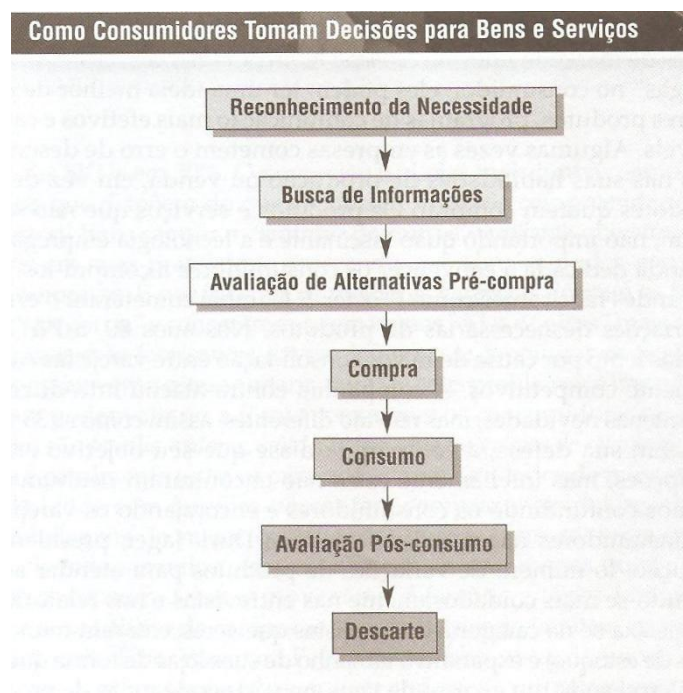 Como Consumidores Tomam Decisões para Bens e Serviços
Reconhecimento da Necessidade
Busca de Informações
Avaliação de Alternativas Pré-compra
Compra
Consumo
Avaliação Pós-consumo
Descarte